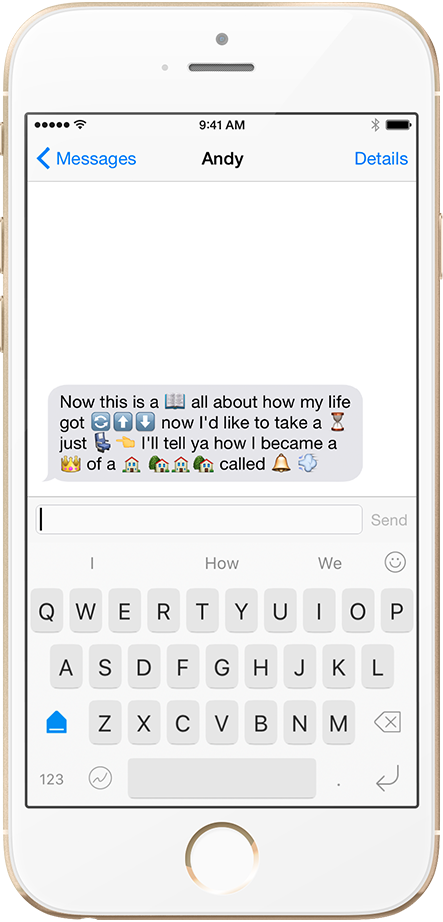 9:41 AM
Messages Andy Details
Now this is a 📖 all about how my life
got 🔄⬆️⬇️ now I'd like to take a ⏳
just 💺 👈 I'll tell ya how I became a
👑 of a 🏠 🏡🏠🏡 called 🔔 💨
Send
I How We
Q W E R T Y U I O P
A S D F G H J K L
Z X C V B N M
123 .